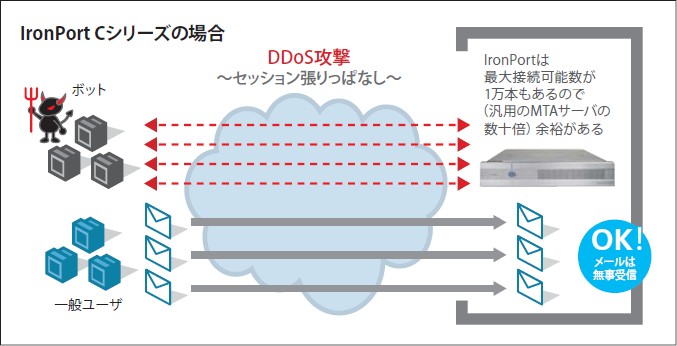 IronPort Cシリーズの場合
DDoS攻撃
～セッション張りっぱなし～
ボット
IronPortは
最大接続可能数が
1万本もあるので
(汎用のMTAサーバの
数十倍) 余裕がある
OK!
メールは
無事受信
一般ユーザ